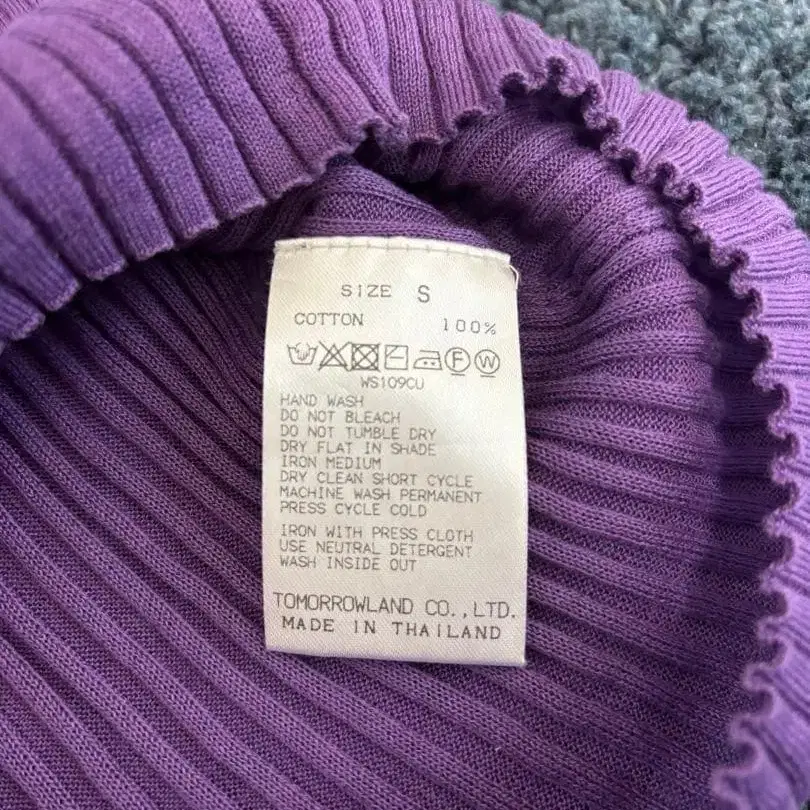 SIZE S
COTTON 100%
F W
WS109CU
HAND WASH
DO NOT BLEACH
DO NOT TUMBLE DRY
DRY FLAT IN SHADE
IRON MEDIUM
DRY CLEAN SHORT CYCLE
MACHINE WASH PERMANENT
PRESS CYCLE COLD
IRON WITH PRESS CLOTH
USE NEUTRAL DETERGENT
WASH INSIDE OUT
TOMORROWLAND CO.,LTD.
MADE IN THAILAND